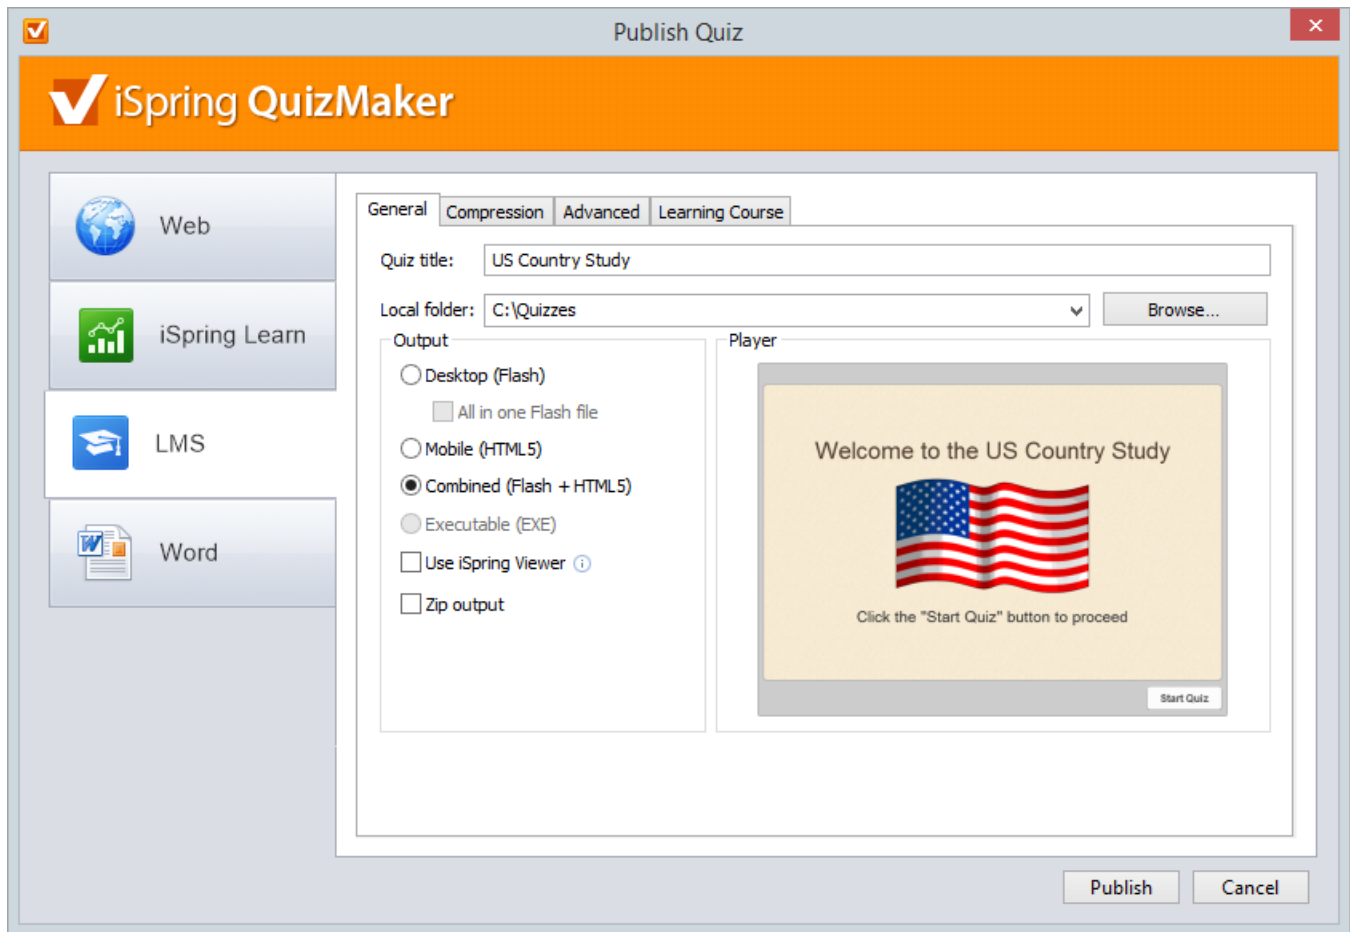 Publish Quiz
iSpring QuizMaker
Web
iSpring Learn
LMS
Word
General Compression Advanced Learning Course
Quiz title: US Country Study
Local folder: C:\Quizzes Browse...
Output
Desktop (Flash)
All in one Flash file
Mobile (HTML5)
Combined (Flash + HTML5)
Executable (EXE)
Use iSpring Viewer
Zip output
Player
Welcome to the US Country Study
Click the "Start Quiz" button to proceed
Start Quiz
Publish Cancel